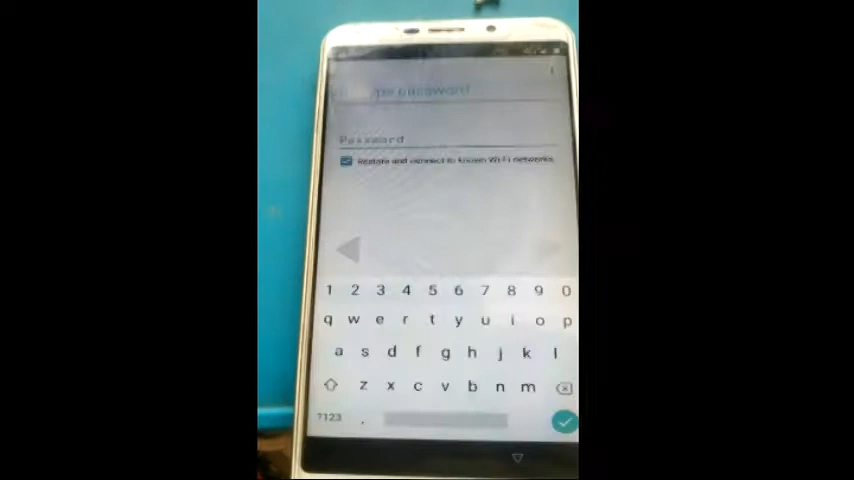 password
Password
Restore and connect to known Wi-Fi networks
1 2 3 4 5 6 7 8 9 0
q w e r t y u i o p
a s d f g h j k l
z x c v b n m
?123 ,